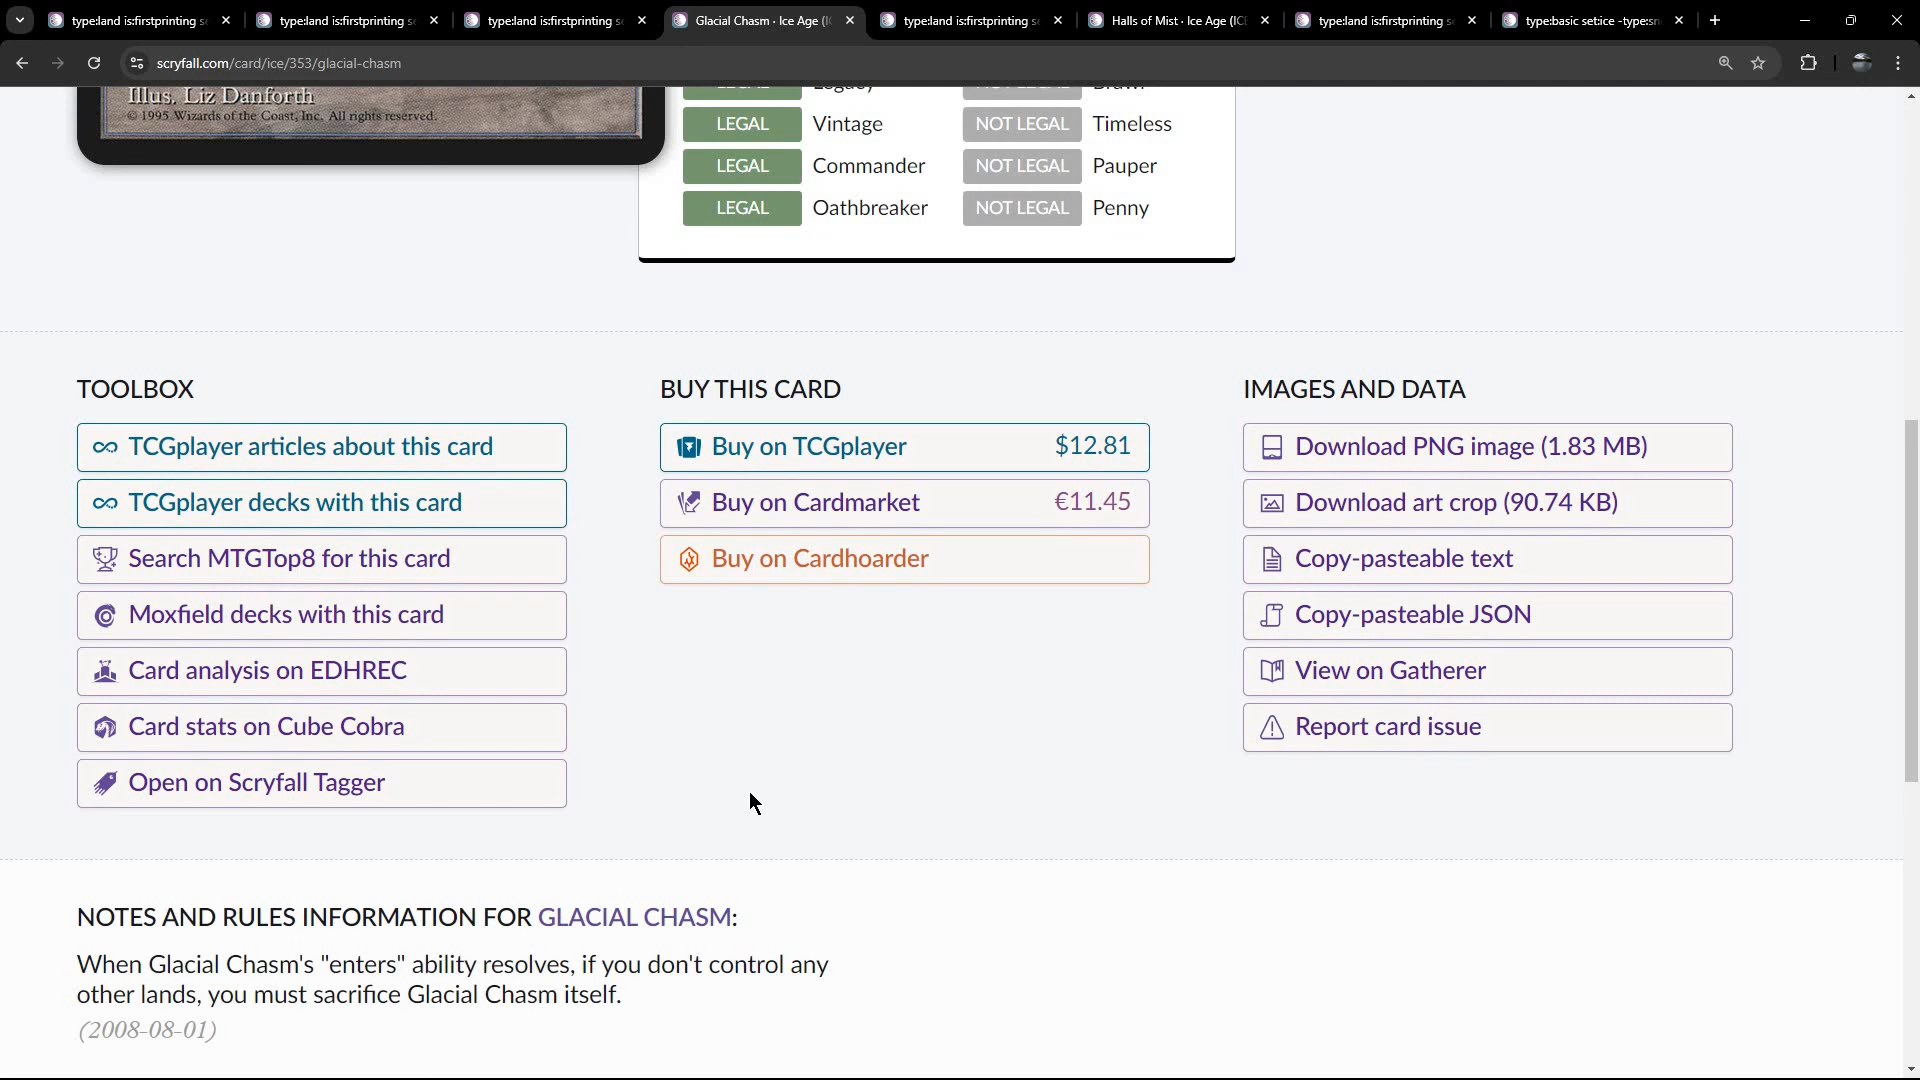 type:land is:firstprinting s
type:land is:firstprinting se
type:land is:firstprinting se
Glacial Chasm · Ice Age (I
type:land is:firstprinting s
Halls of Mist · Ice Age (ICE
type:land is:firstprinting s
type:basic set:ice -type:sn
scryfall.com/card/ice/353/glacial-chasm
Illus. Liz Danforth
© 1995 Wizards of the Coast, Inc. All rights reserved.
LEGAL Legacy NOT LEGAL Brawl
LEGAL Vintage NOT LEGAL Timeless
LEGAL Commander NOT LEGAL Pauper
LEGAL Oathbreaker NOT LEGAL Penny
TOOLBOX
TCGplayer articles about this card
TCGplayer decks with this card
Search MTGTop8 for this card
Moxfield decks with this card
Card analysis on EDHREC
Card stats on Cube Cobra
Open on Scryfall Tagger
BUY THIS CARD
Buy on TCGplayer $12.81
Buy on Cardmarket €11.45
Buy on Cardhoarder
IMAGES AND DATA
Download PNG image (1.83 MB)
Download art crop (90.74 KB)
Copy-pasteable text
Copy-pasteable JSON
View on Gatherer
Report card issue
NOTES AND RULES INFORMATION FOR GLACIAL CHASM:
When Glacial Chasm's "enters" ability resolves, if you don't control any
other lands, you must sacrifice Glacial Chasm itself.
(2008-08-01)